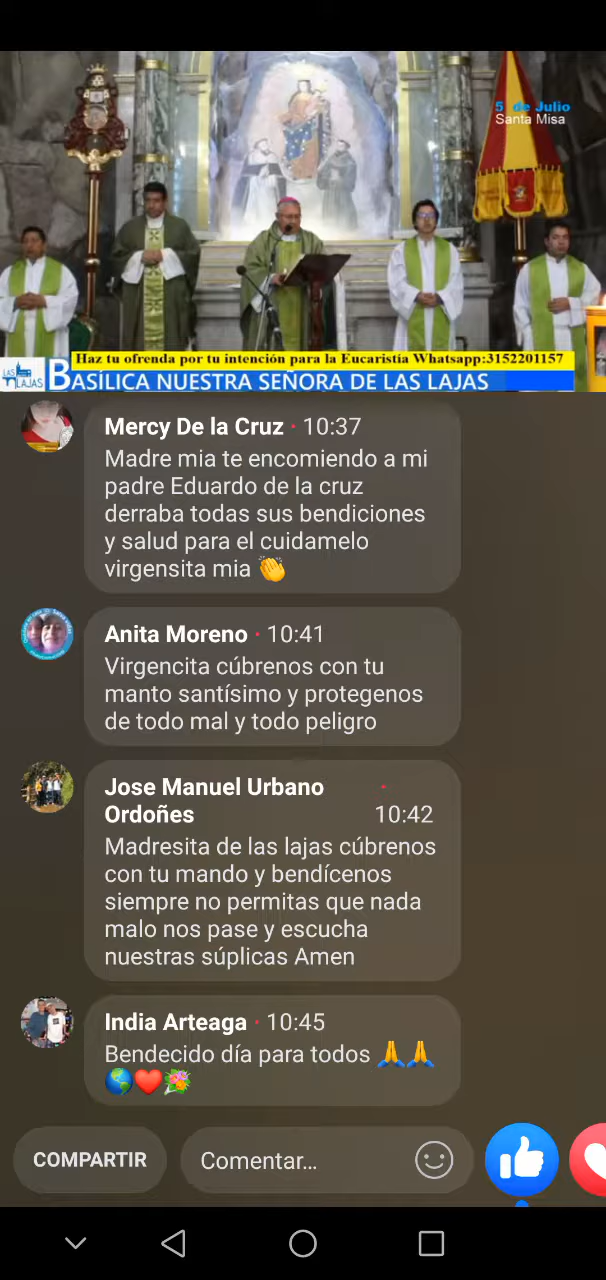 5 de Julio
Santa Misa
Haz tu ofrenda por tu intención para la Eucaristía Whatsapp:3152201157
LAS
LAJAS
BASÍLICA NUESTRA SEÑORA DE LAS LAJAS
Mercy De la Cruz · 10:37
Madre mia te encomiendo a mi
padre Eduardo de la cruz
derraba todas sus bendiciones
y salud para el cuidamelo
virgensita mia 👏
Anita Moreno · 10:41
Virgencita cúbrenos con tu
manto santísimo y protegenos
de todo mal y todo peligro
Jose Manuel Urbano ·
Ordoñes 10:42
Madresita de las lajas cúbrenos
con tu mando y bendícenos
siempre no permitas que nada
malo nos pase y escucha
nuestras súplicas Amen
India Arteaga · 10:45
Bendecido día para todos 🙏🙏
🌎❤️💐
COMPARTIR
Comentar...